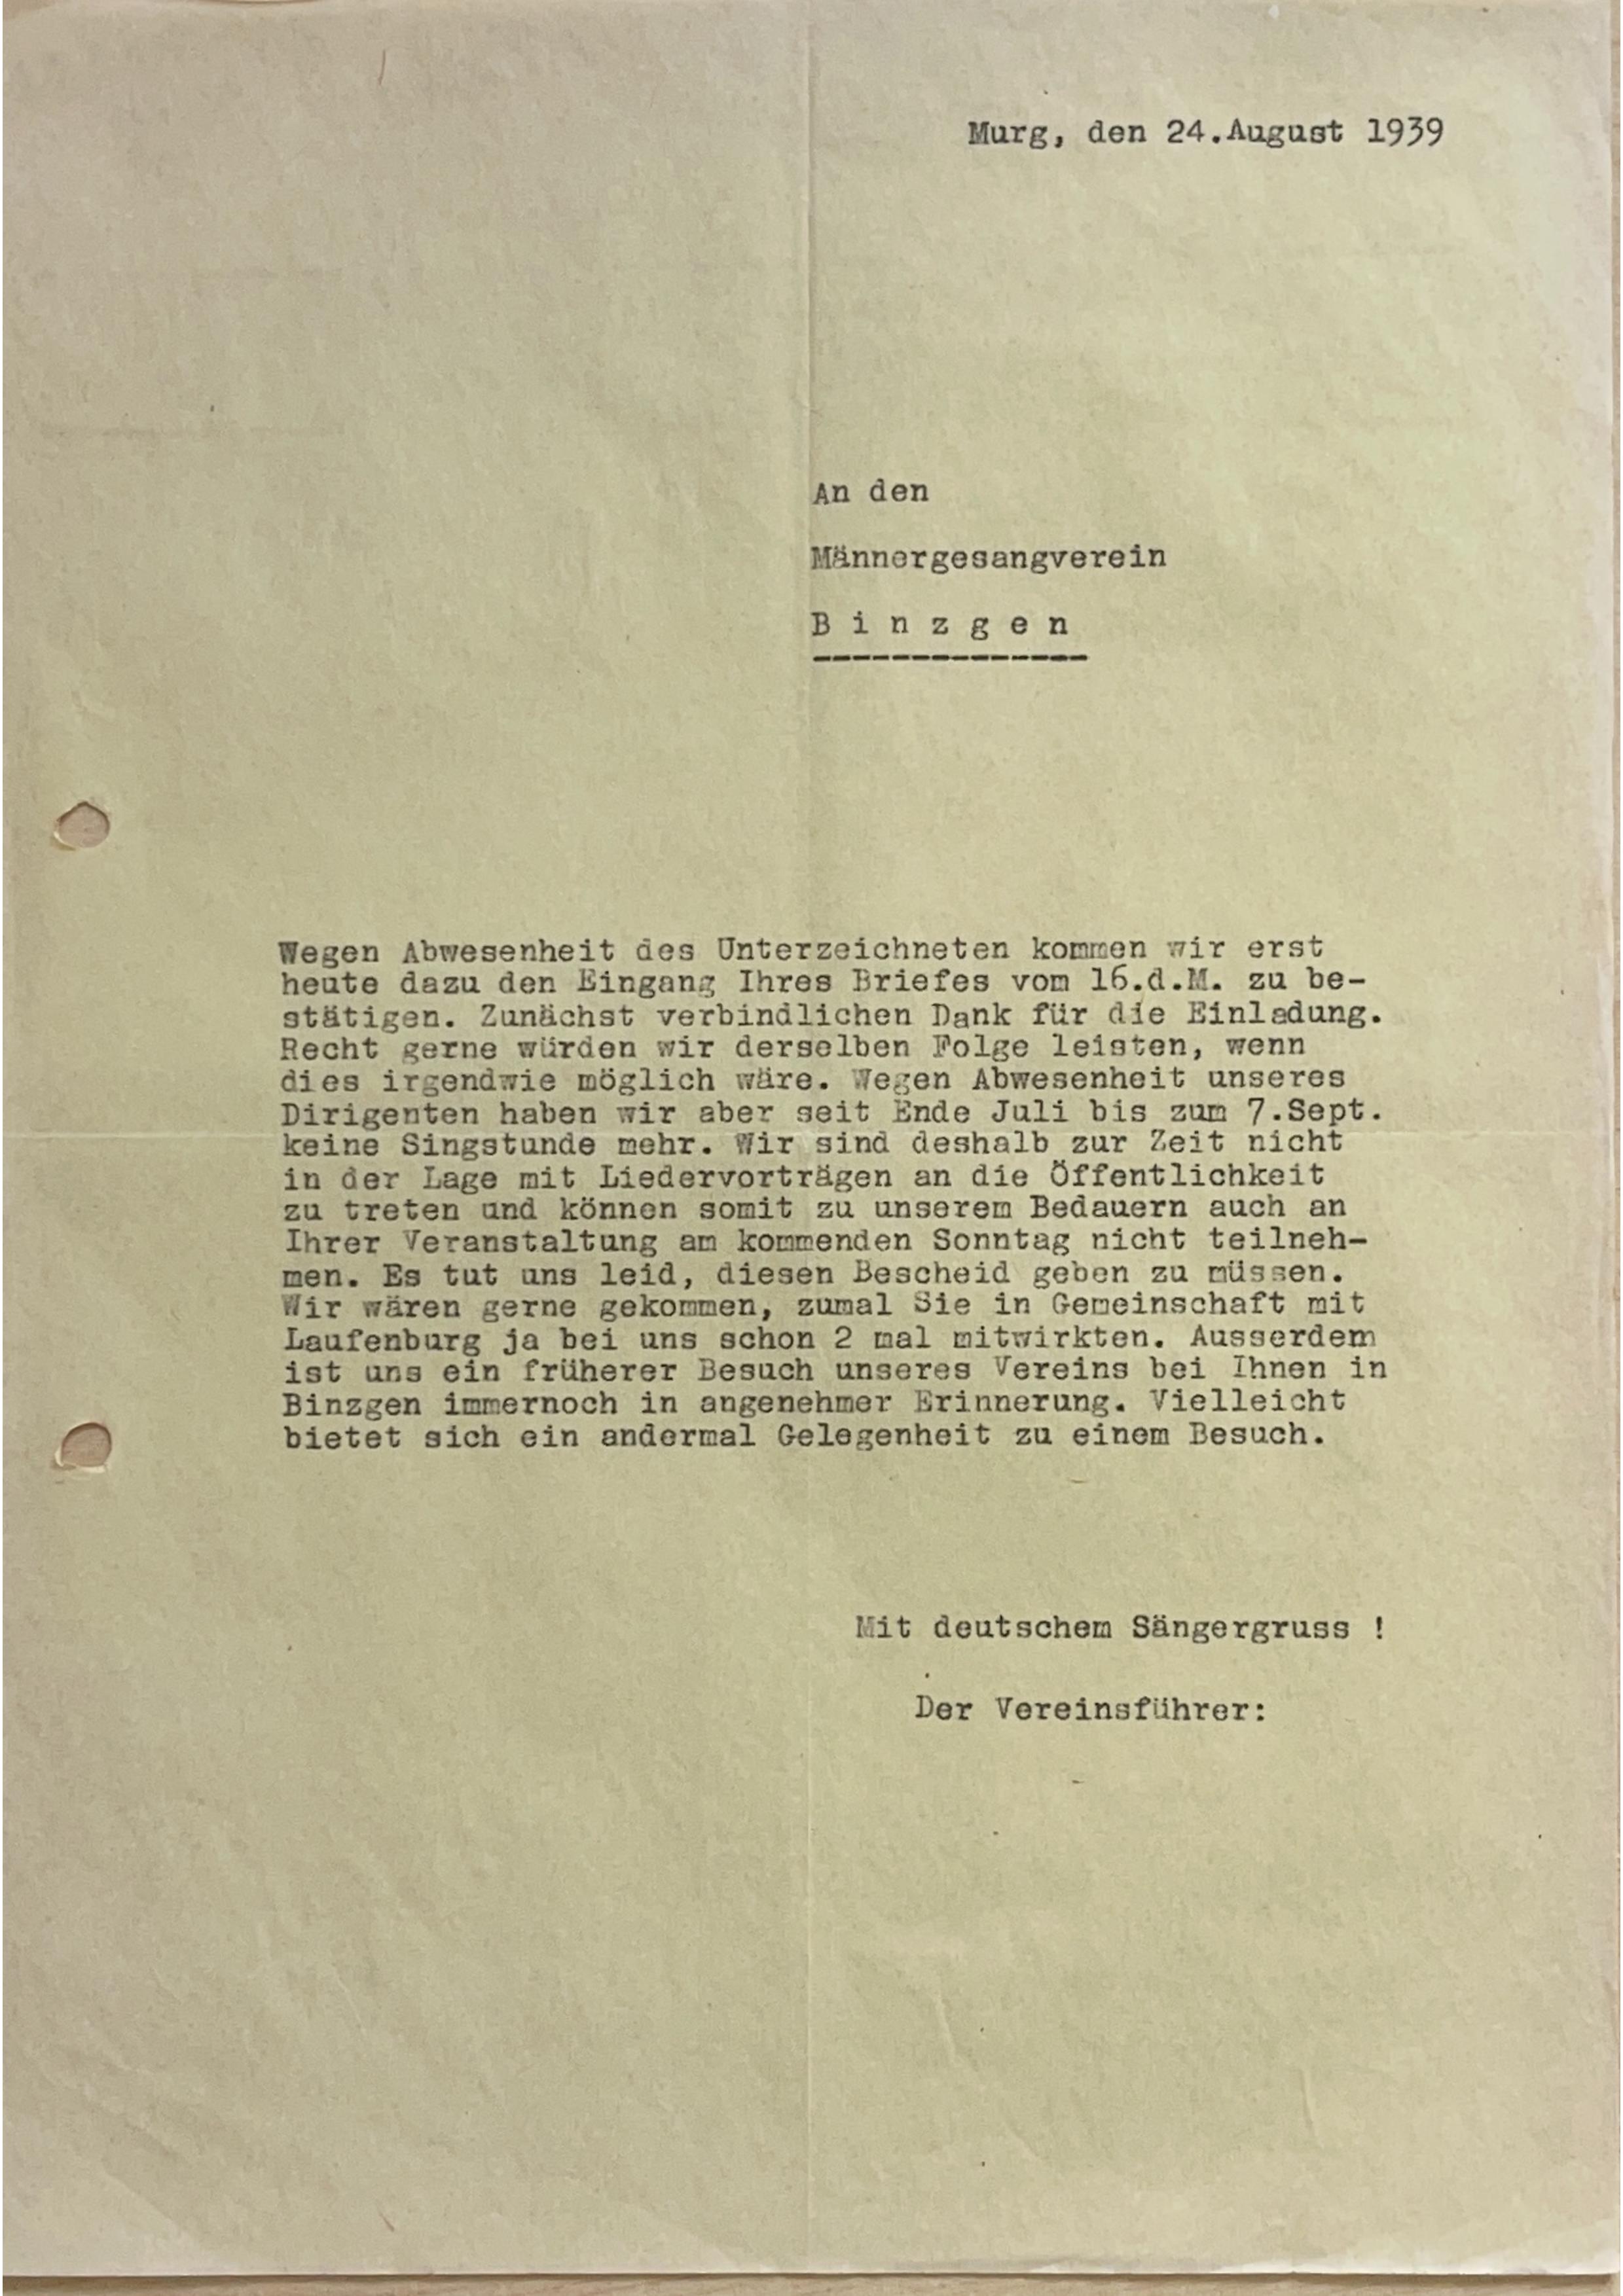 Murg, den 24.August 1939
An den
Männergesangverein
B i n z g e n
Wegen Abwesenheit des Unterzeichneten kommen wir erst
heute dazu den Eingang Ihres Briefes vom 16.d.M. zu be-
stätigen. Zunächst verbindlichen Dank für die Einladung.
Recht gerne würden wir derselben Folge leisten, wenn
dies irgendwie möglich wäre. Wegen Abwesenheit unseres
Dirigenten haben wir aber seit Ende Juli bis zum 7.Sept.
keine Singstunde mehr. Wir sind deshalb zur Zeit nicht
in der Lage mit Liedervorträgen an die Öffentlichkeit
zu treten und können somit zu unserem Bedauern auch an
Ihrer Veranstaltung am kommenden Sonntag nicht teilneh-
men. Es tut uns leid, diesen Bescheid geben zu müssen.
Wir wären gerne gekommen, zumal Sie in Gemeinschaft mit
Laufenburg ja bei uns schon 2 mal mitwirkten. Ausserdem
ist uns ein früherer Besuch unseres Vereins bei Ihnen in
Binzgen immernoch in angenehmer Erinnerung. Vielleicht
bietet sich ein andermal Gelegenheit zu einem Besuch.
Mit deutschem Sängergruss !
Der Vereinsführer: